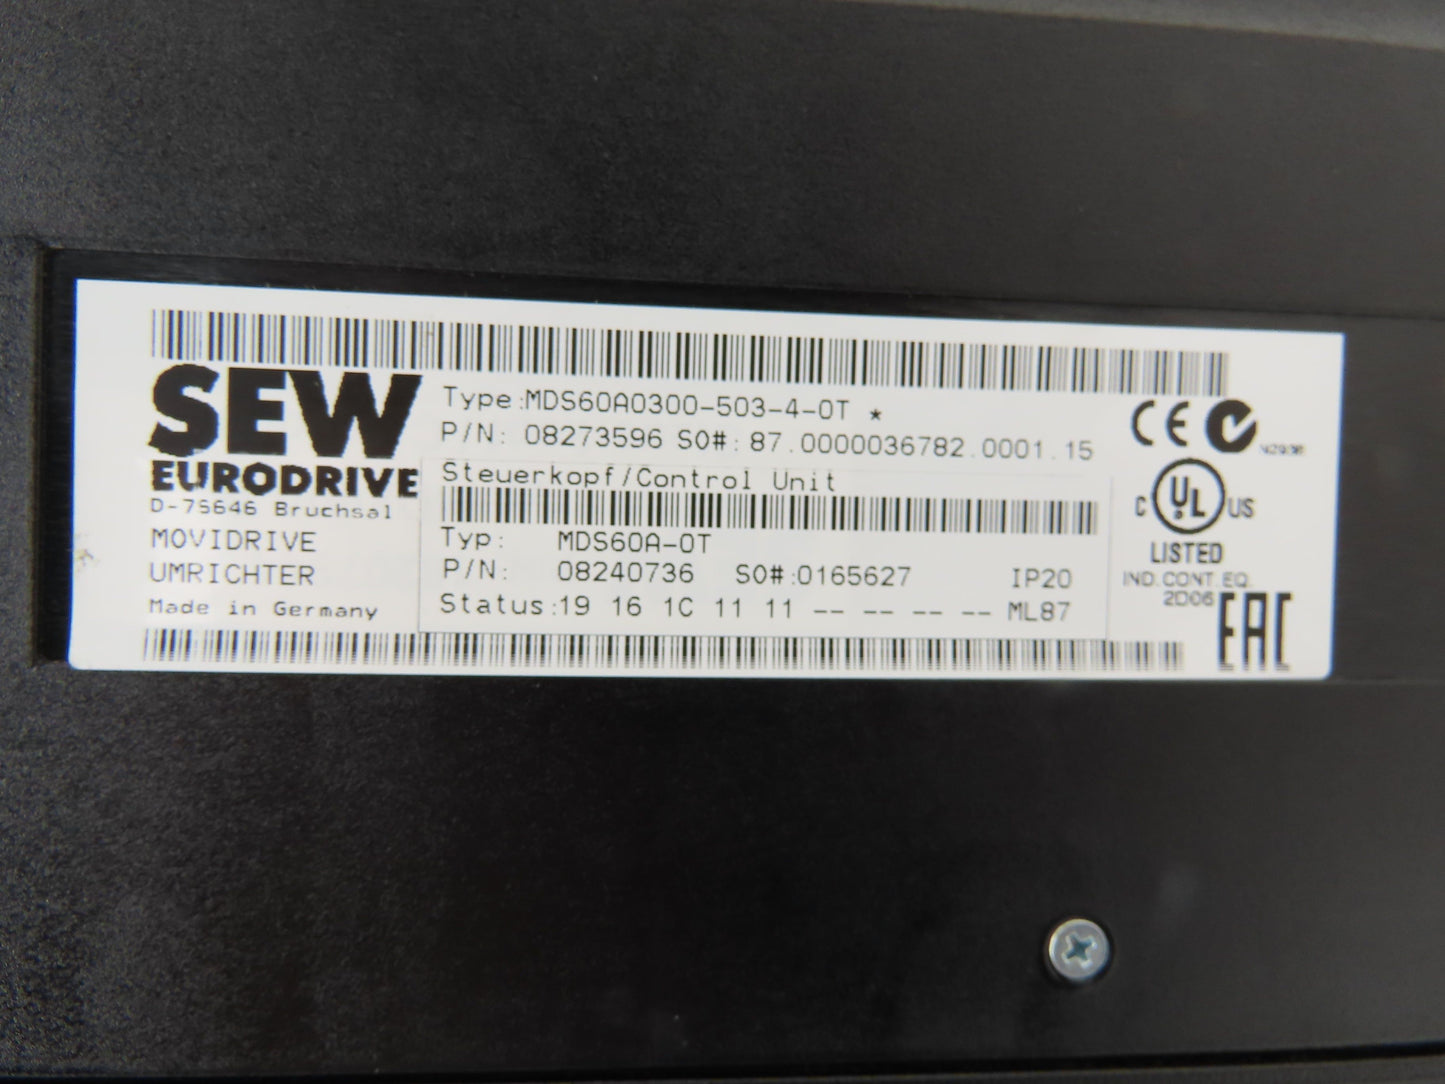 SEW
EURODRIVE
D-75646 Bruchsal
MOVIDRIVE
UMRICHTER
Made in Germany
Type:MDS60A0300-503-4-0T *
P/N: 08273596 SO#: 87.0000036782.0001.15
Steuerkopf/Control Unit
Typ: MDS60A-0T
P/N: 08240736 SO#:0165627 IP20
Status:19 16 1C 11 11 -- -- -- -- ML87
CE
C UL US
LISTED
IND.CONT.EQ.
2D06
EAC